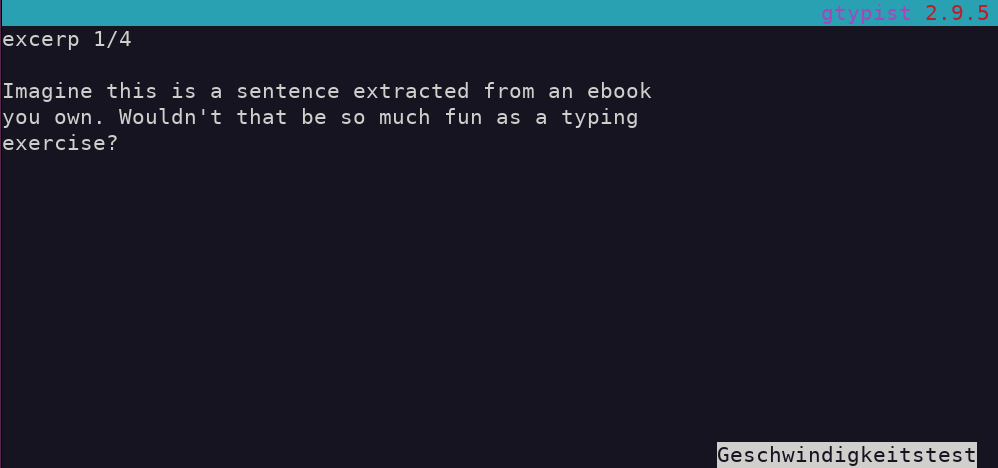 gtypist 2.9.5
excerp 1/4
Imagine this is a sentence extracted from an ebook
you own. Wouldn't that be so much fun as a typing
exercise?
Geschwindigkeitstest